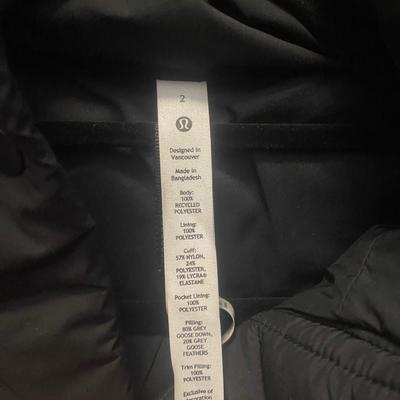 2
Designed in
Vancouver
Made in
Bangladesh
Body:
100%
RECYCLED
POLYESTER
Lining:
100%
POLYESTER
Cuff:
57% NYLON,
24%
POLYESTER,
19% LYCRA®
ELASTANE
Pocket Lining:
100%
POLYESTER
Filling:
80% GREY
GOOSE DOWN,
20% GREY
GOOSE
FEATHERS
Trim Filling:
100%
POLYESTER
Exclusive of
Decoration